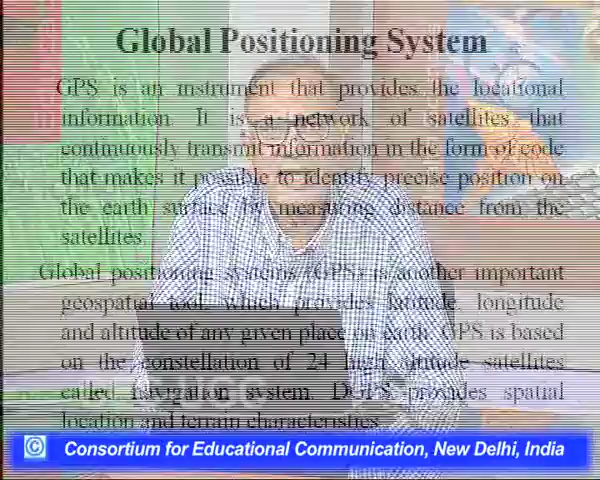 Global Positioning System
GPS is an instrument that provides the locational
information. It is a network of satellites that
continuously transmit information in the form of code
that makes it possible to identify precise position on
the earth surface by measuring distance from the
satellites.
Global positioning systems (GPS) is another important
geospatial tool, which provides latitude, longitude
and altitude of any given place on earth. GPS is based
on the constellation of 24 high altitude satellites
called navigation system. DGPS provides spatial
location and terrain characteristics.
© Consortium for Educational Communication, New Delhi, India